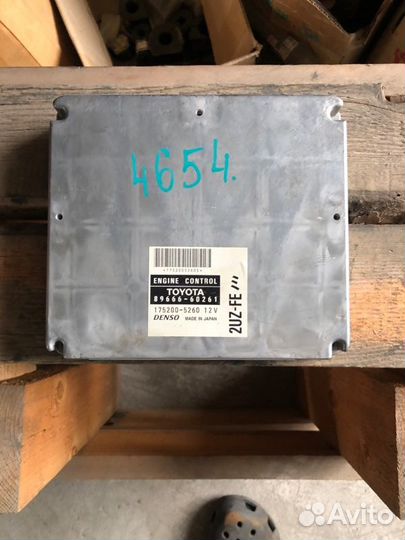 4654.
ENGINE CONTROL
TOYOTA
89666-60261
175200-5260 12V
DENSO MADE IN JAPAN
2UZ-FE
Avito